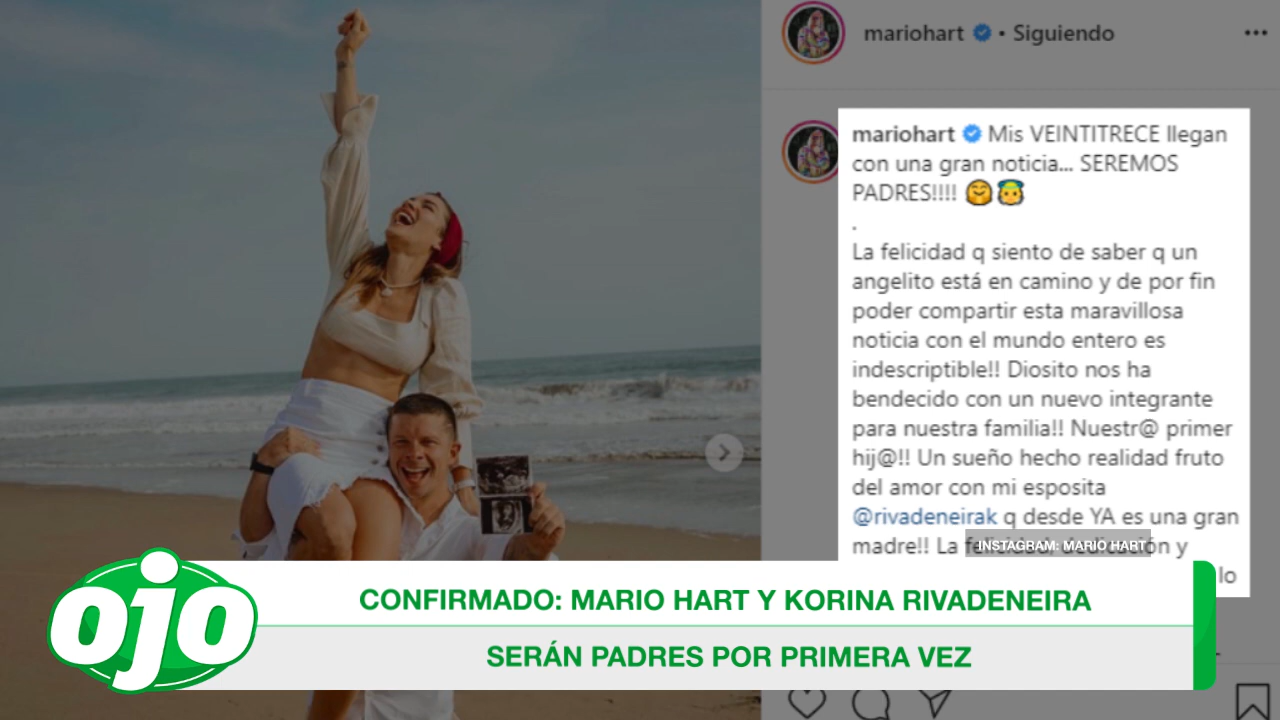 mariohart • Siguiendo
mariohart Mis VEINTITRECE llegan
con una gran noticia... SEREMOS
PADRES!!!!
.
La felicidad q siento de saber q un
angelito está en camino y de por fin
poder compartir esta maravillosa
noticia con el mundo entero es
indescriptible!! Diosito nos ha
bendecido con un nuevo integrante
para nuestra familia!! Nuestr@ primer
hij@!! Un sueño hecho realidad fruto
del amor con mi esposita
@rivadeneirak q desde YA es una gran
madre!! La felicidad, dedicación y
INSTAGRAM: MARIO HART
lo
ojo
CONFIRMADO: MARIO HART Y KORINA RIVADENEIRA
SERÁN PADRES POR PRIMERA VEZ